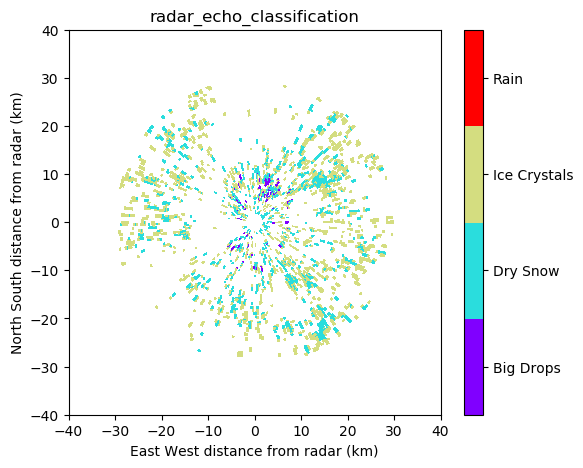 radar_echo_classification
40
30
20
10
0
−10
−20
−30
−40
North South distance from radar (km)
−40 −30 −20 −10 0 10 20 30 40
East West distance from radar (km)
Rain
Ice Crystals
Dry Snow
Big Drops